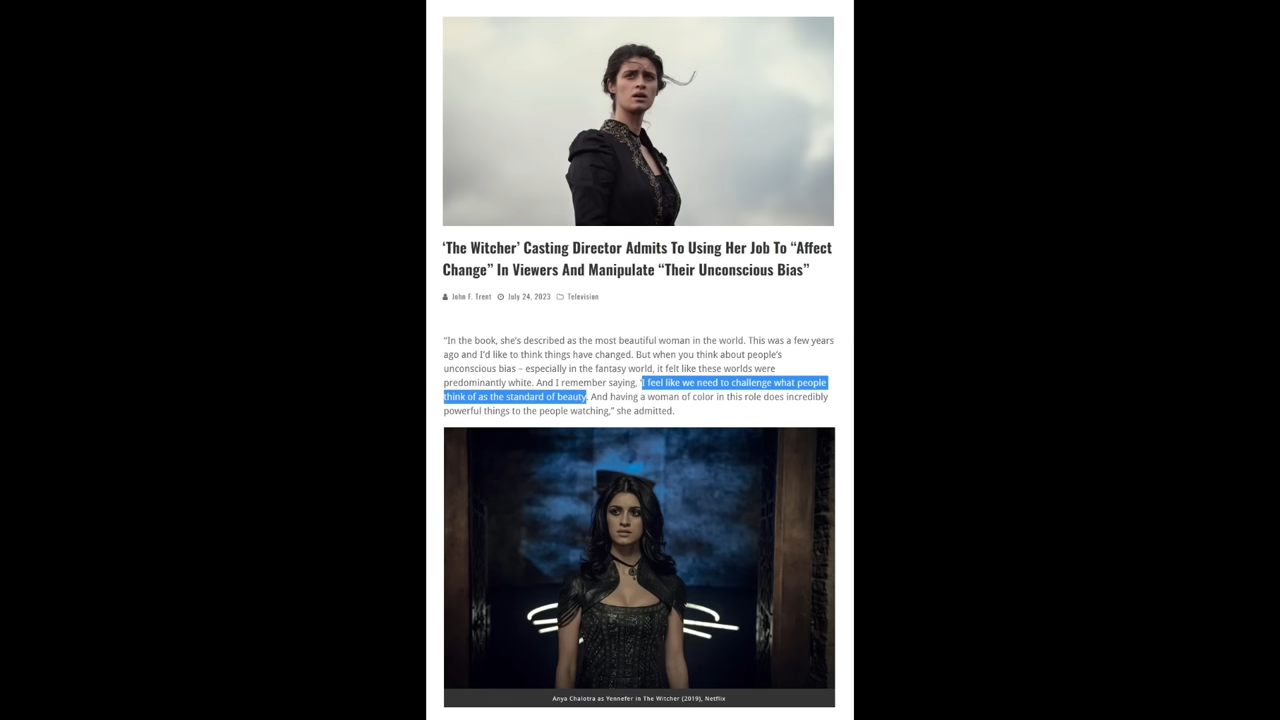 ‘The Witcher’ Casting Director Admits To Using Her Job To “Affect
Change” In Viewers And Manipulate “Their Unconscious Bias”
John F. Trent July 24, 2023 Television
“In the book, she’s described as the most beautiful woman in the world. This was a few years
ago and I’d like to think things have changed. But when you think about people’s
unconscious bias – especially in the fantasy world, it felt like these worlds were
predominantly white. And I remember saying, ‘I feel like we need to challenge what people
think of as the standard of beauty. And having a woman of color in this role does incredibly
powerful things to the people watching,” she admitted.
Anya Chalotra as Yennefer in The Witcher (2019), Netflix